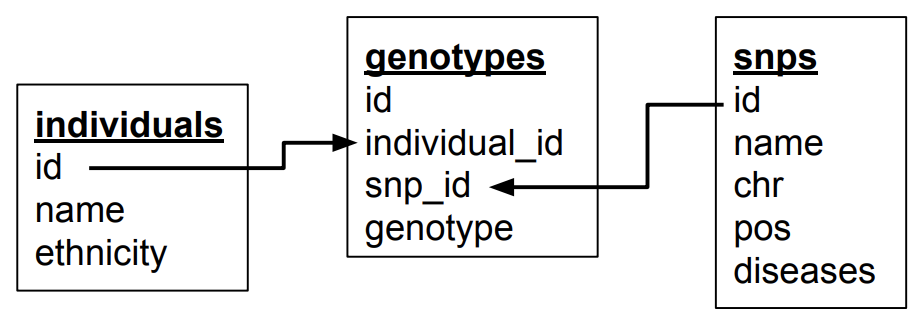 individuals
id
name
ethnicity
genotypes
id
individual_id
snp_id
genotype
snps
id
name
chr
pos
diseases